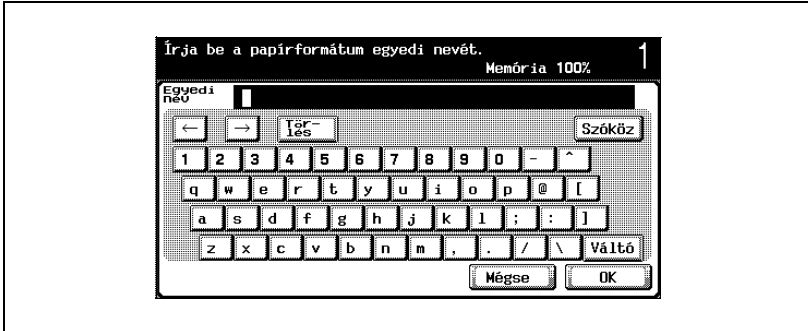 Írja be a papírformátum egyedi nevét.
Memória 100% 1
Egyedi név
← → Tör-lés Szóköz
1 2 3 4 5 6 7 8 9 0 - ^
q w e r t y u i o p @ [
a s d f g h j k l ; : ]
z x c v b n m , . / \ Váltó
Mégse OK